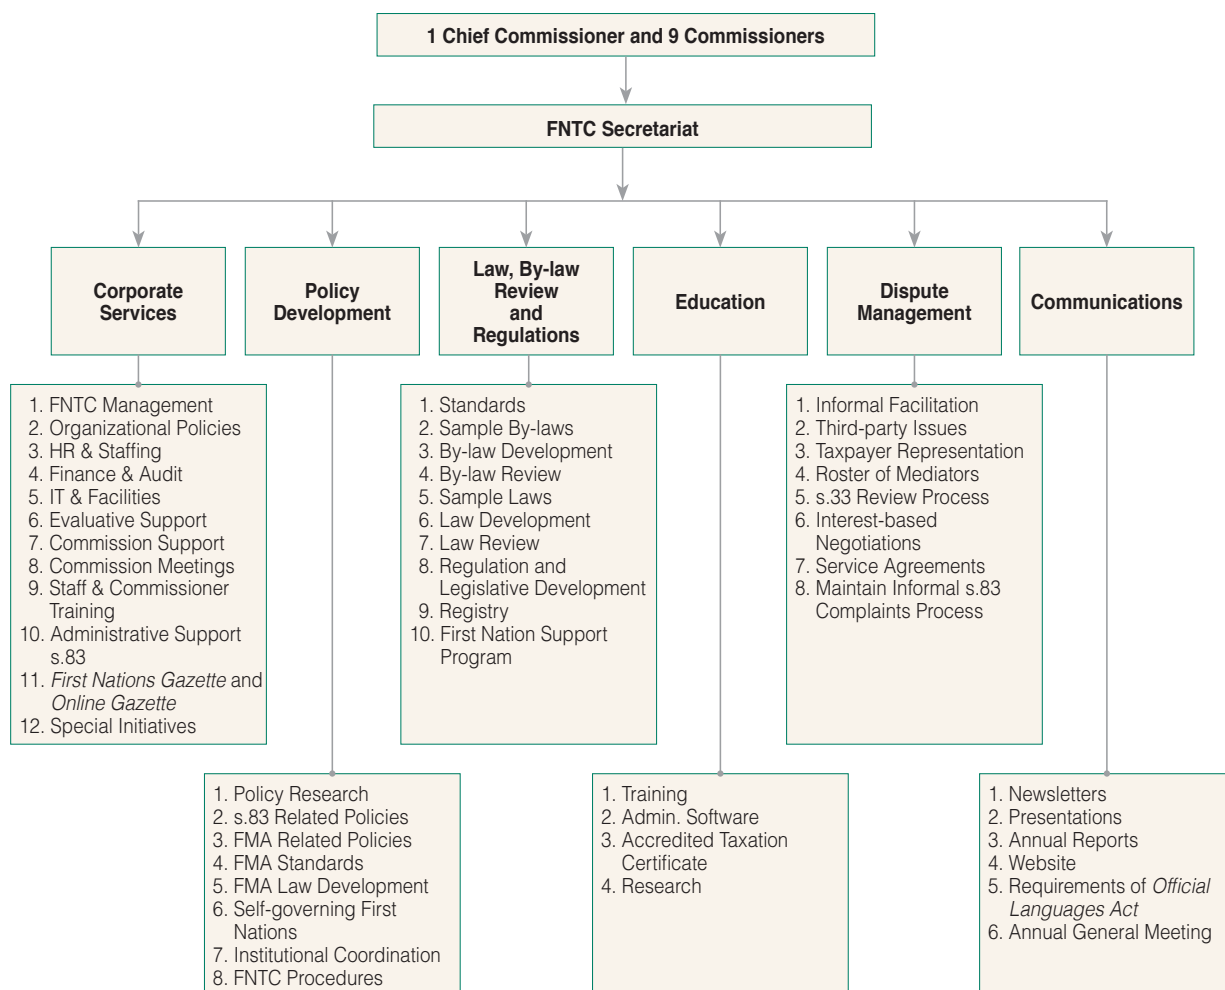 1 Chief Commissioner and 9 Commissioners
FNTC Secretariat
Corporate
Services
Policy
Development
Law, By-law
Review
and
Regulations
Education
Dispute
Management
Communications
1. FNTC Management
2. Organizational Policies
3. HR & Staffing
4. Finance & Audit
5. IT & Facilities
6. Evaluative Support
7. Commission Support
8. Commission Meetings
9. Staff & Commissioner
Training
10. Administrative Support
s.83
11. First Nations Gazette and
Online Gazette
12. Special Initiatives
1. Standards
2. Sample By-laws
3. By-law Development
4. By-law Review
5. Sample Laws
6. Law Development
7. Law Review
8. Regulation and
Legislative Development
9. Registry
10. First Nation Support
Program
1. Informal Facilitation
2. Third-party Issues
3. Taxpayer Representation
4. Roster of Mediators
5. s.33 Review Process
6. Interest-based
Negotiations
7. Service Agreements
8. Maintain Informal s.83
Complaints Process
1. Policy Research
2. s.83 Related Policies
3. FMA Related Policies
4. FMA Standards
5. FMA Law Development
6. Self-governing First
Nations
7. Institutional Coordination
8. FNTC Procedures
1. Training
2. Admin. Software
3. Accredited Taxation
Certificate
4. Research
1. Newsletters
2. Presentations
3. Annual Reports
4. Website
5. Requirements of Official
Languages Act
6. Annual General Meeting